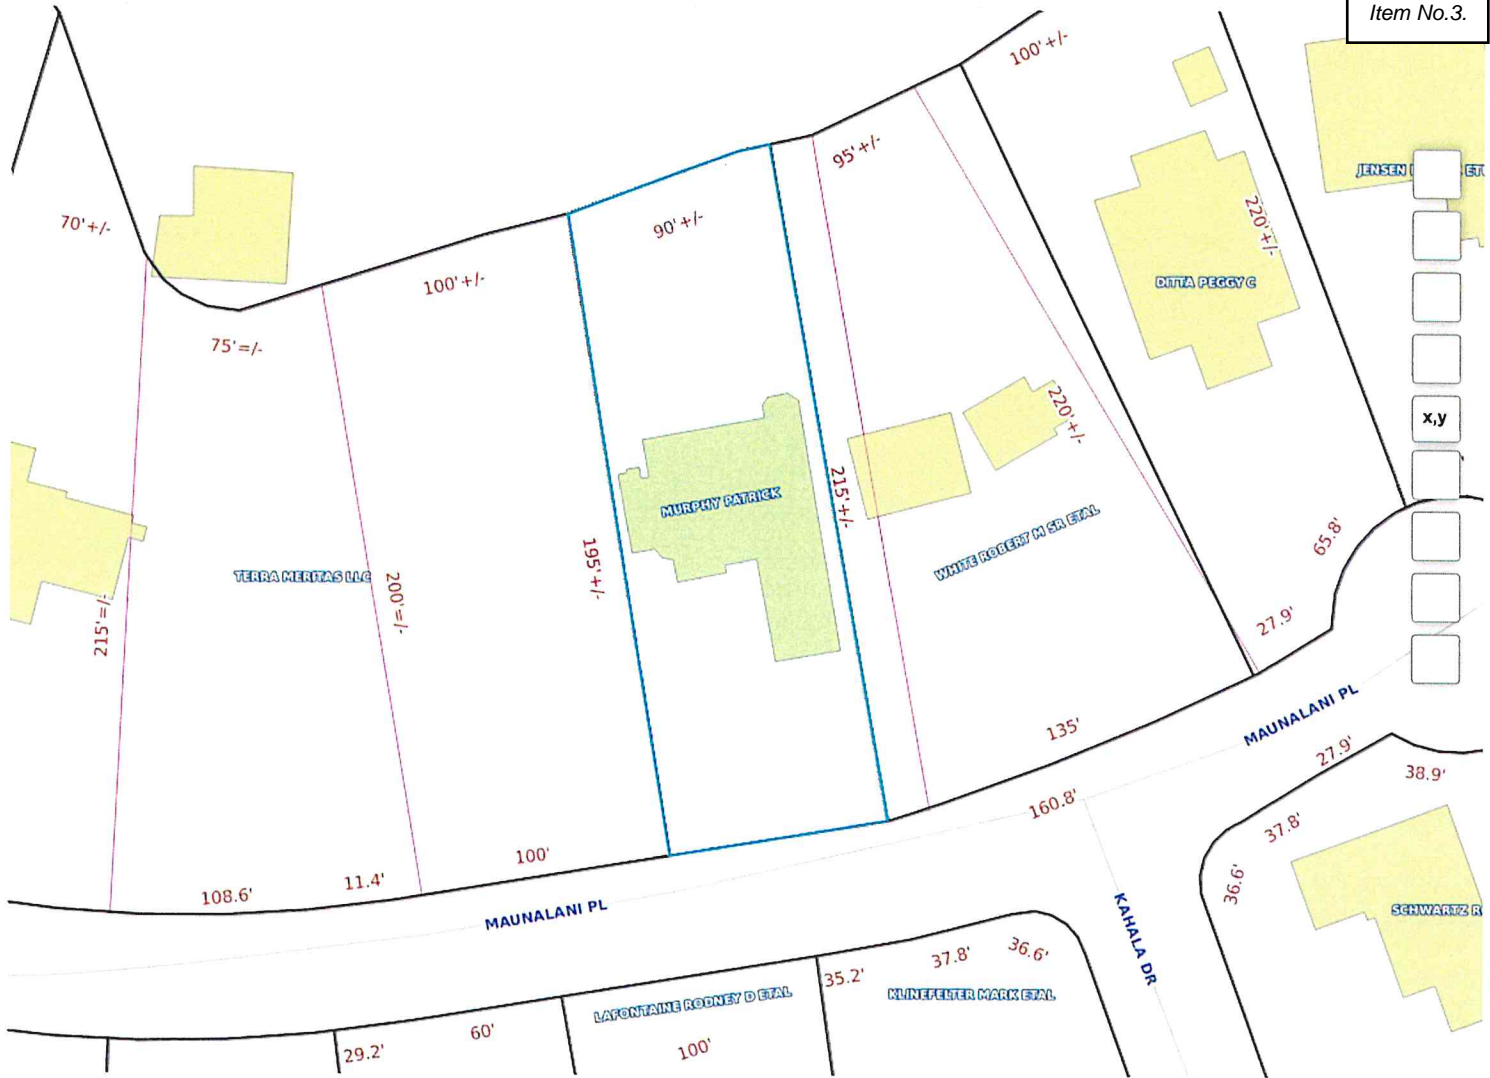 Item No.3.
100'+/-
95'+/-
JENSEN
ET
70'+/-
90'+/-
220'+/-
100'+/-
DITTA PEGGY C
75'=/-
220'+/-
x,y
MURPHY PATRICK
215'+/-
WHITE ROBERT M SR ETAL
65.8'
195'+/-
TERRA MERITAS LLC
200'=/-
215'=/-
27.9'
135'
MAUNALANI PL
27.9'
38.9'
160.8'
37.8'
100'
11.4'
108.6'
36.6'
MAUNALANI PL
KAHALA DR
SCHWARTZ R
36.6'
37.8'
35.2'
KLINEFELTER MARK ETAL
LAFONTAINE RODNEY D ETAL
60'
29.2'
100'